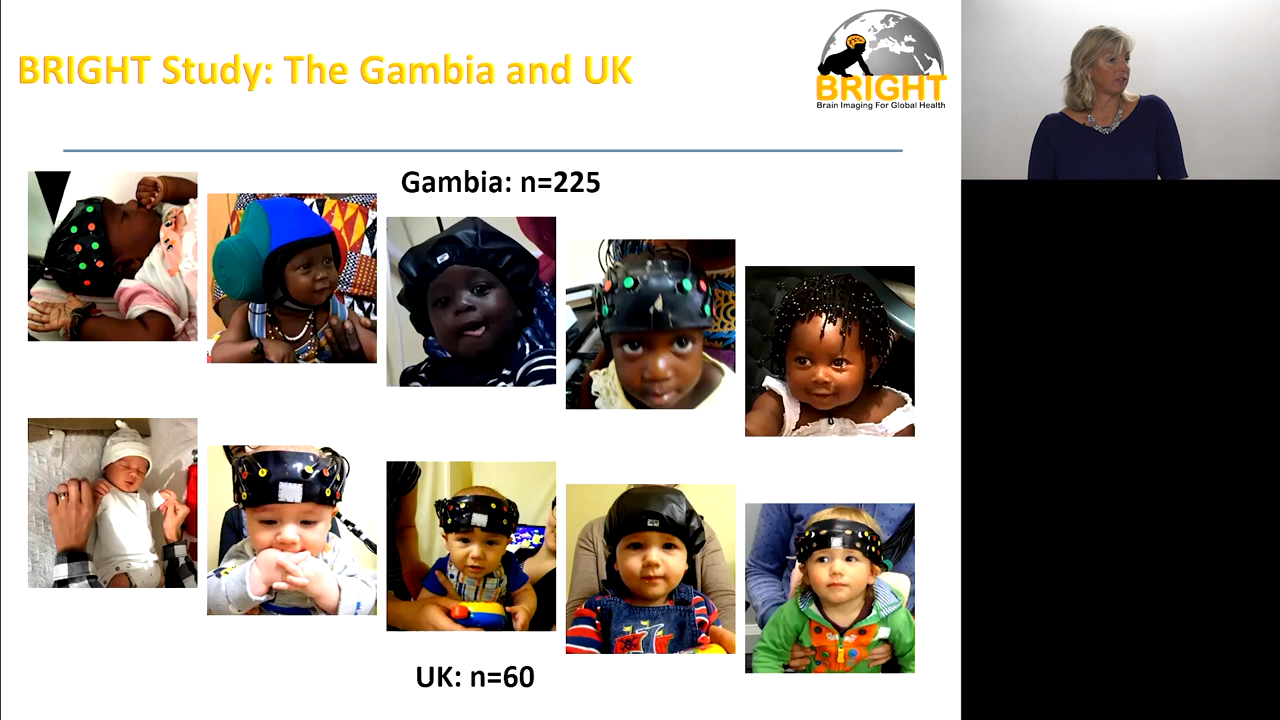 BRIGHT Study: The Gambia and UK
BRIGHT
Brain Imaging For Global Health
Gambia: n=225
UK: n=60